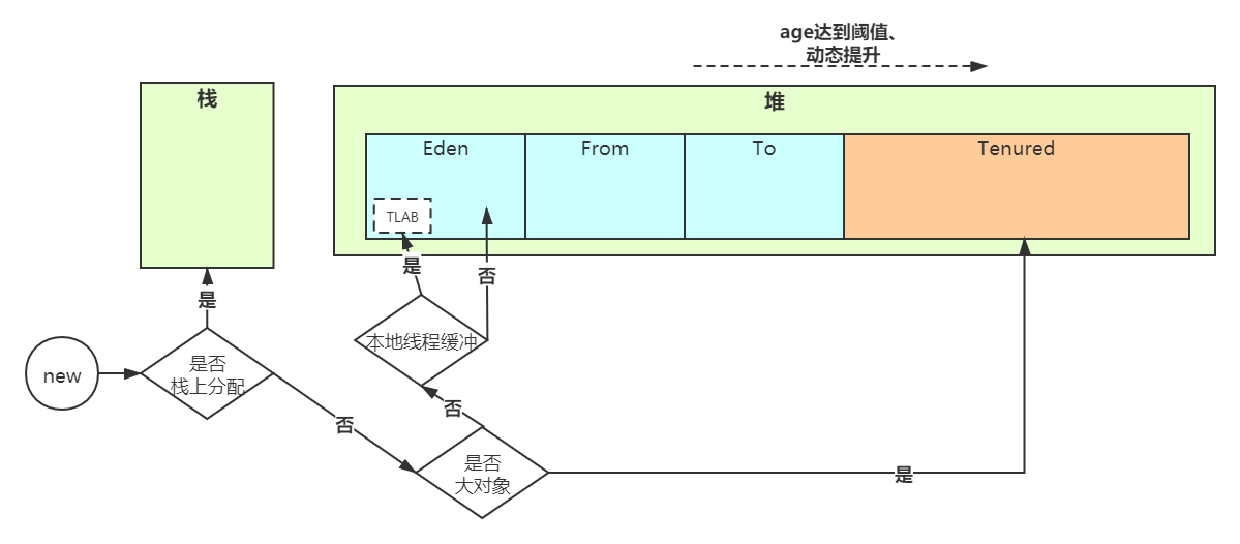 age达到阈值、
动态提升
栈
堆
Eden
From
To
Tenured
TLAB
是
否
是
本地线程缓冲
new
是否
栈上分配
否
否
是否
大对象
是